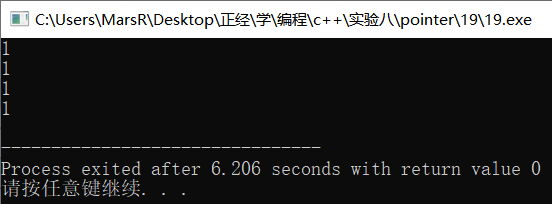 C:\Users\MarsR\Desktop\正经\学\编程\c++\实验八\pointer\19\19.exe
1
1
1
1
--------------------------------
Process exited after 6.206 seconds with return value 0
请按任意键继续. . .